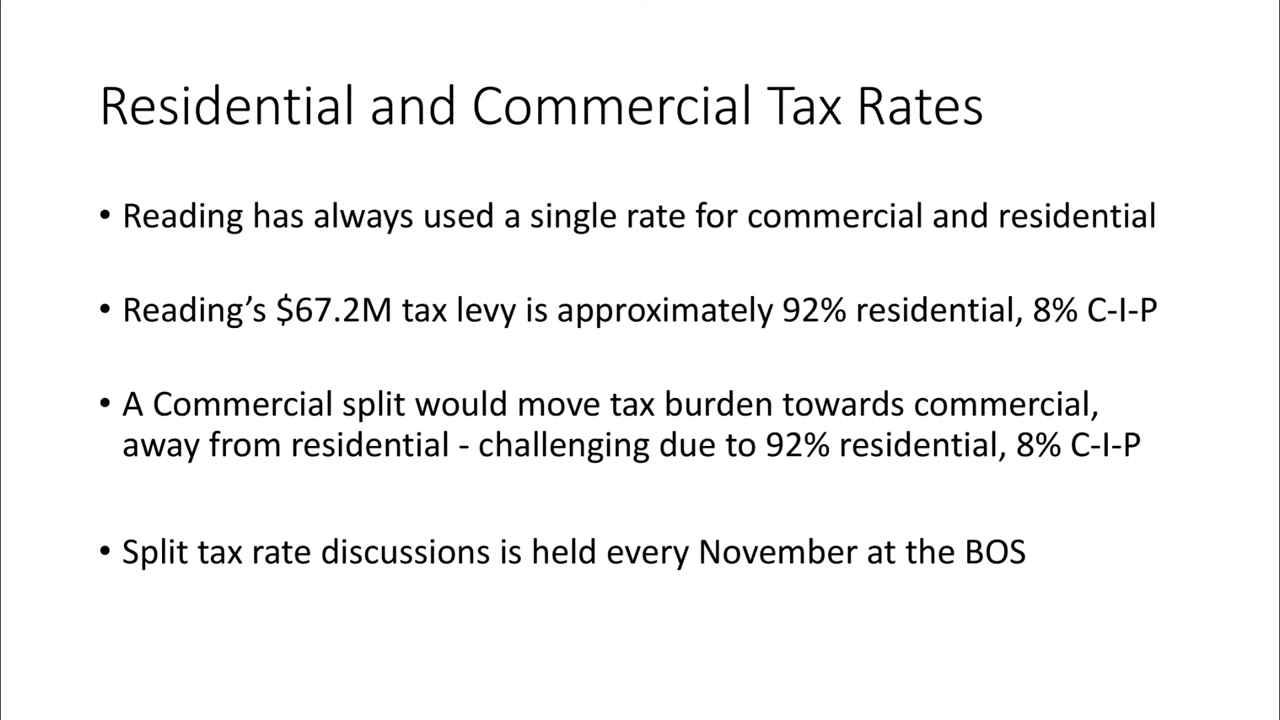 Residential and Commercial Tax Rates
• Reading has always used a single rate for commercial and residential
• Reading’s $67.2M tax levy is approximately 92% residential, 8% C-I-P
• A Commercial split would move tax burden towards commercial,
away from residential - challenging due to 92% residential, 8% C-I-P
• Split tax rate discussions is held every November at the BOS